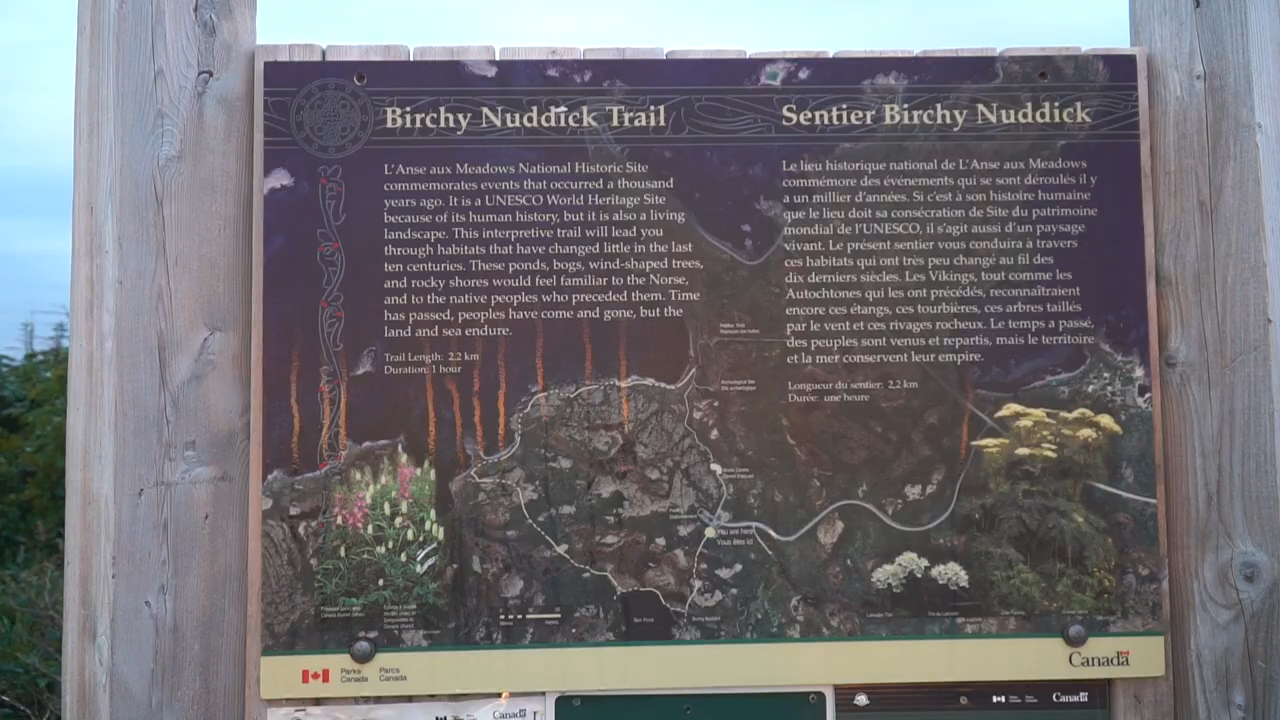 Birchy Nuddick Trail
L'Anse aux Meadows National Historic Site
commemorates events that occurred a thousand
years ago. It is a UNESCO World Heritage Site
because of its human history, but it is also a living
landscape. This interpretive trail will lead you
through habitats that have changed little in the last
ten centuries. These ponds, bogs, wind-shaped trees,
and rocky shores would feel familiar to the Norse,
and to the native peoples who preceded them. Time
has passed, peoples have come and gone, but the
land and sea endure.
Trail Length: 2.2 km
Duration: 1 hour
Sentier Birchy Nuddick
Le lieu historique national de L'Anse aux Meadows
commémore des événements qui se sont déroulés il y
a un millier d'années. Si c'est à son histoire humaine
que le lieu doit sa consécration de Site du patrimoine
mondial de l'UNESCO, il s'agit aussi d'un paysage
vivant. Le présent sentier vous conduira à travers
ces habitats qui ont très peu changé au fil des
dix derniers siècles. Les Vikings, tout comme les
Autochtones qui les ont précédés, reconnaîtraient
encore ces étangs, ces tourbières, ces arbres taillés
par le vent et ces rivages rocheux. Le temps a passé,
des peuples sont venus et repartis, mais le territoire
et la mer conservent leur empire.
Longueur du sentier: 2,2 km
Durée: une heure
Archaeological Site
Site archéologique
You are here
Vous êtes ici
Birchy Nuddick
Parks
Canada
Parcs
Canada
Canada
Canada
Canada